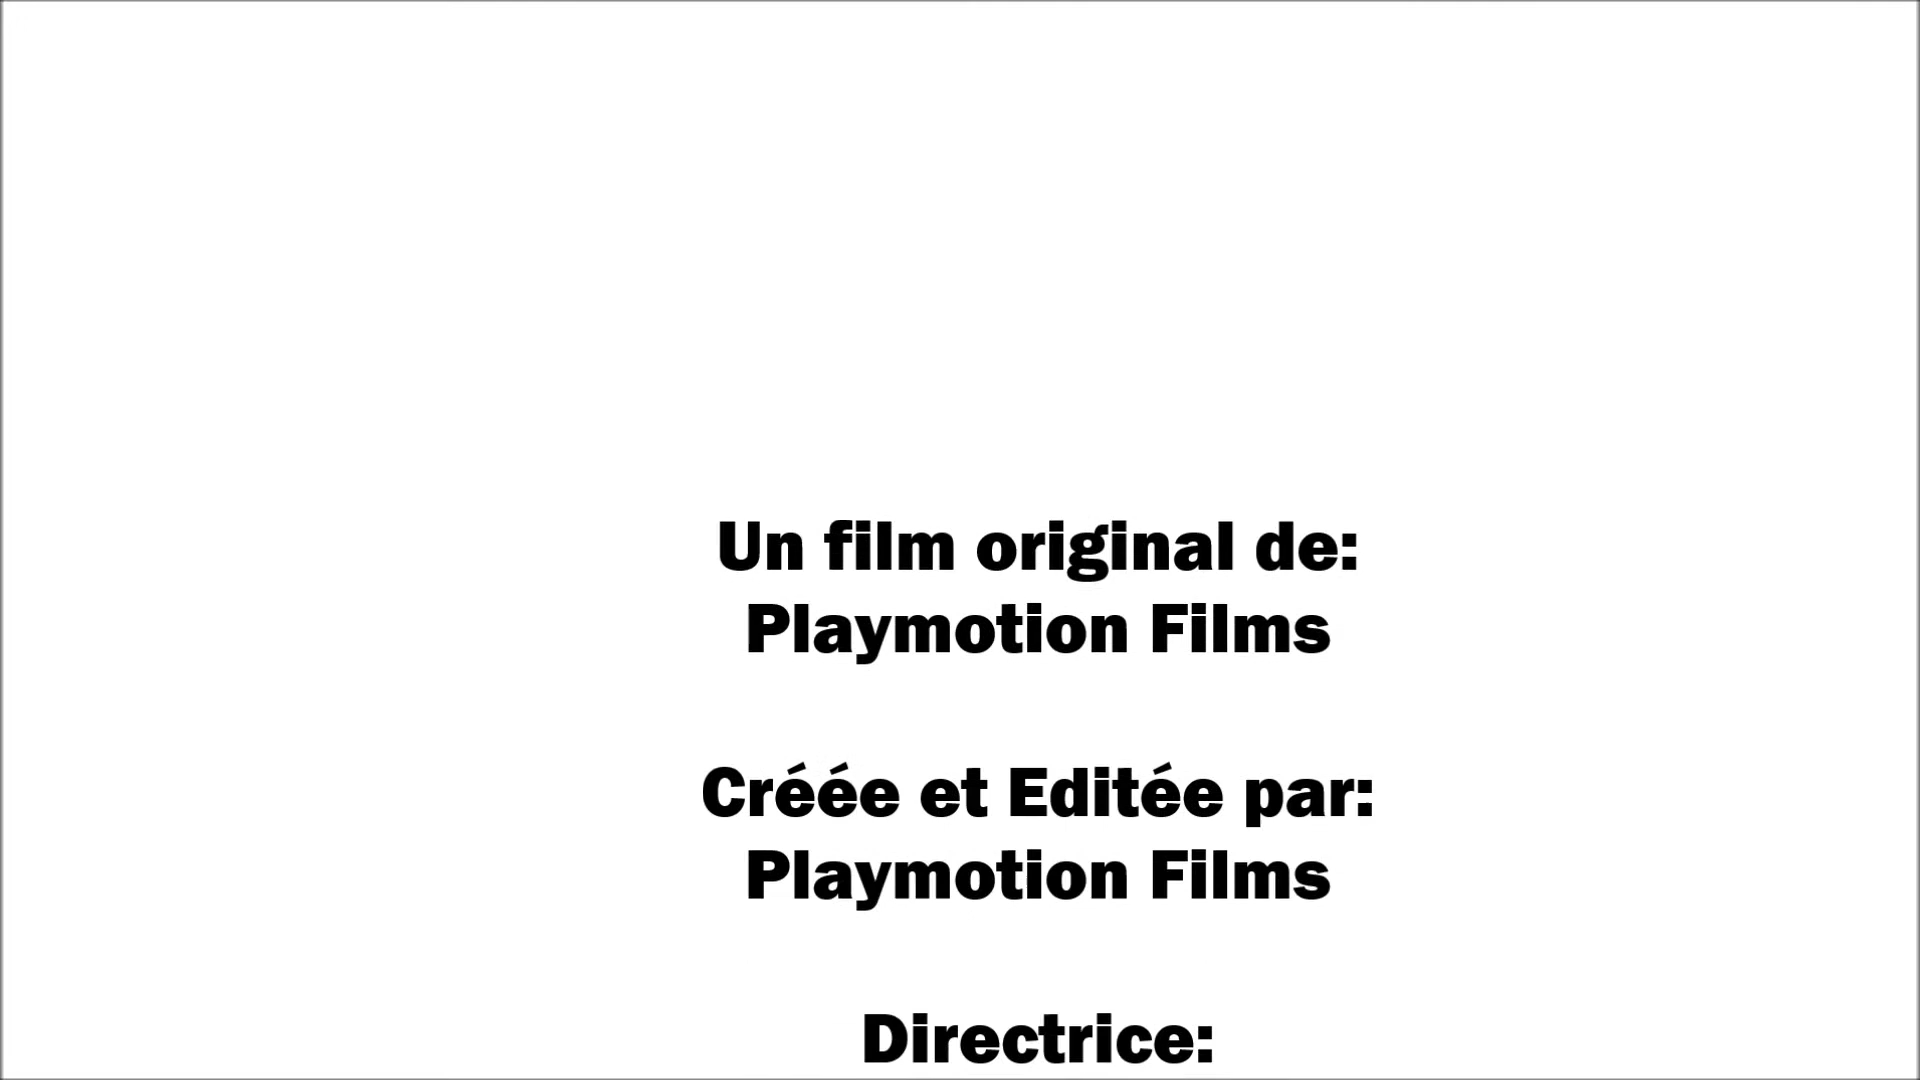 Un film original de:
Playmotion Films
Créée et Editée par:
Playmotion Films
Directrice: